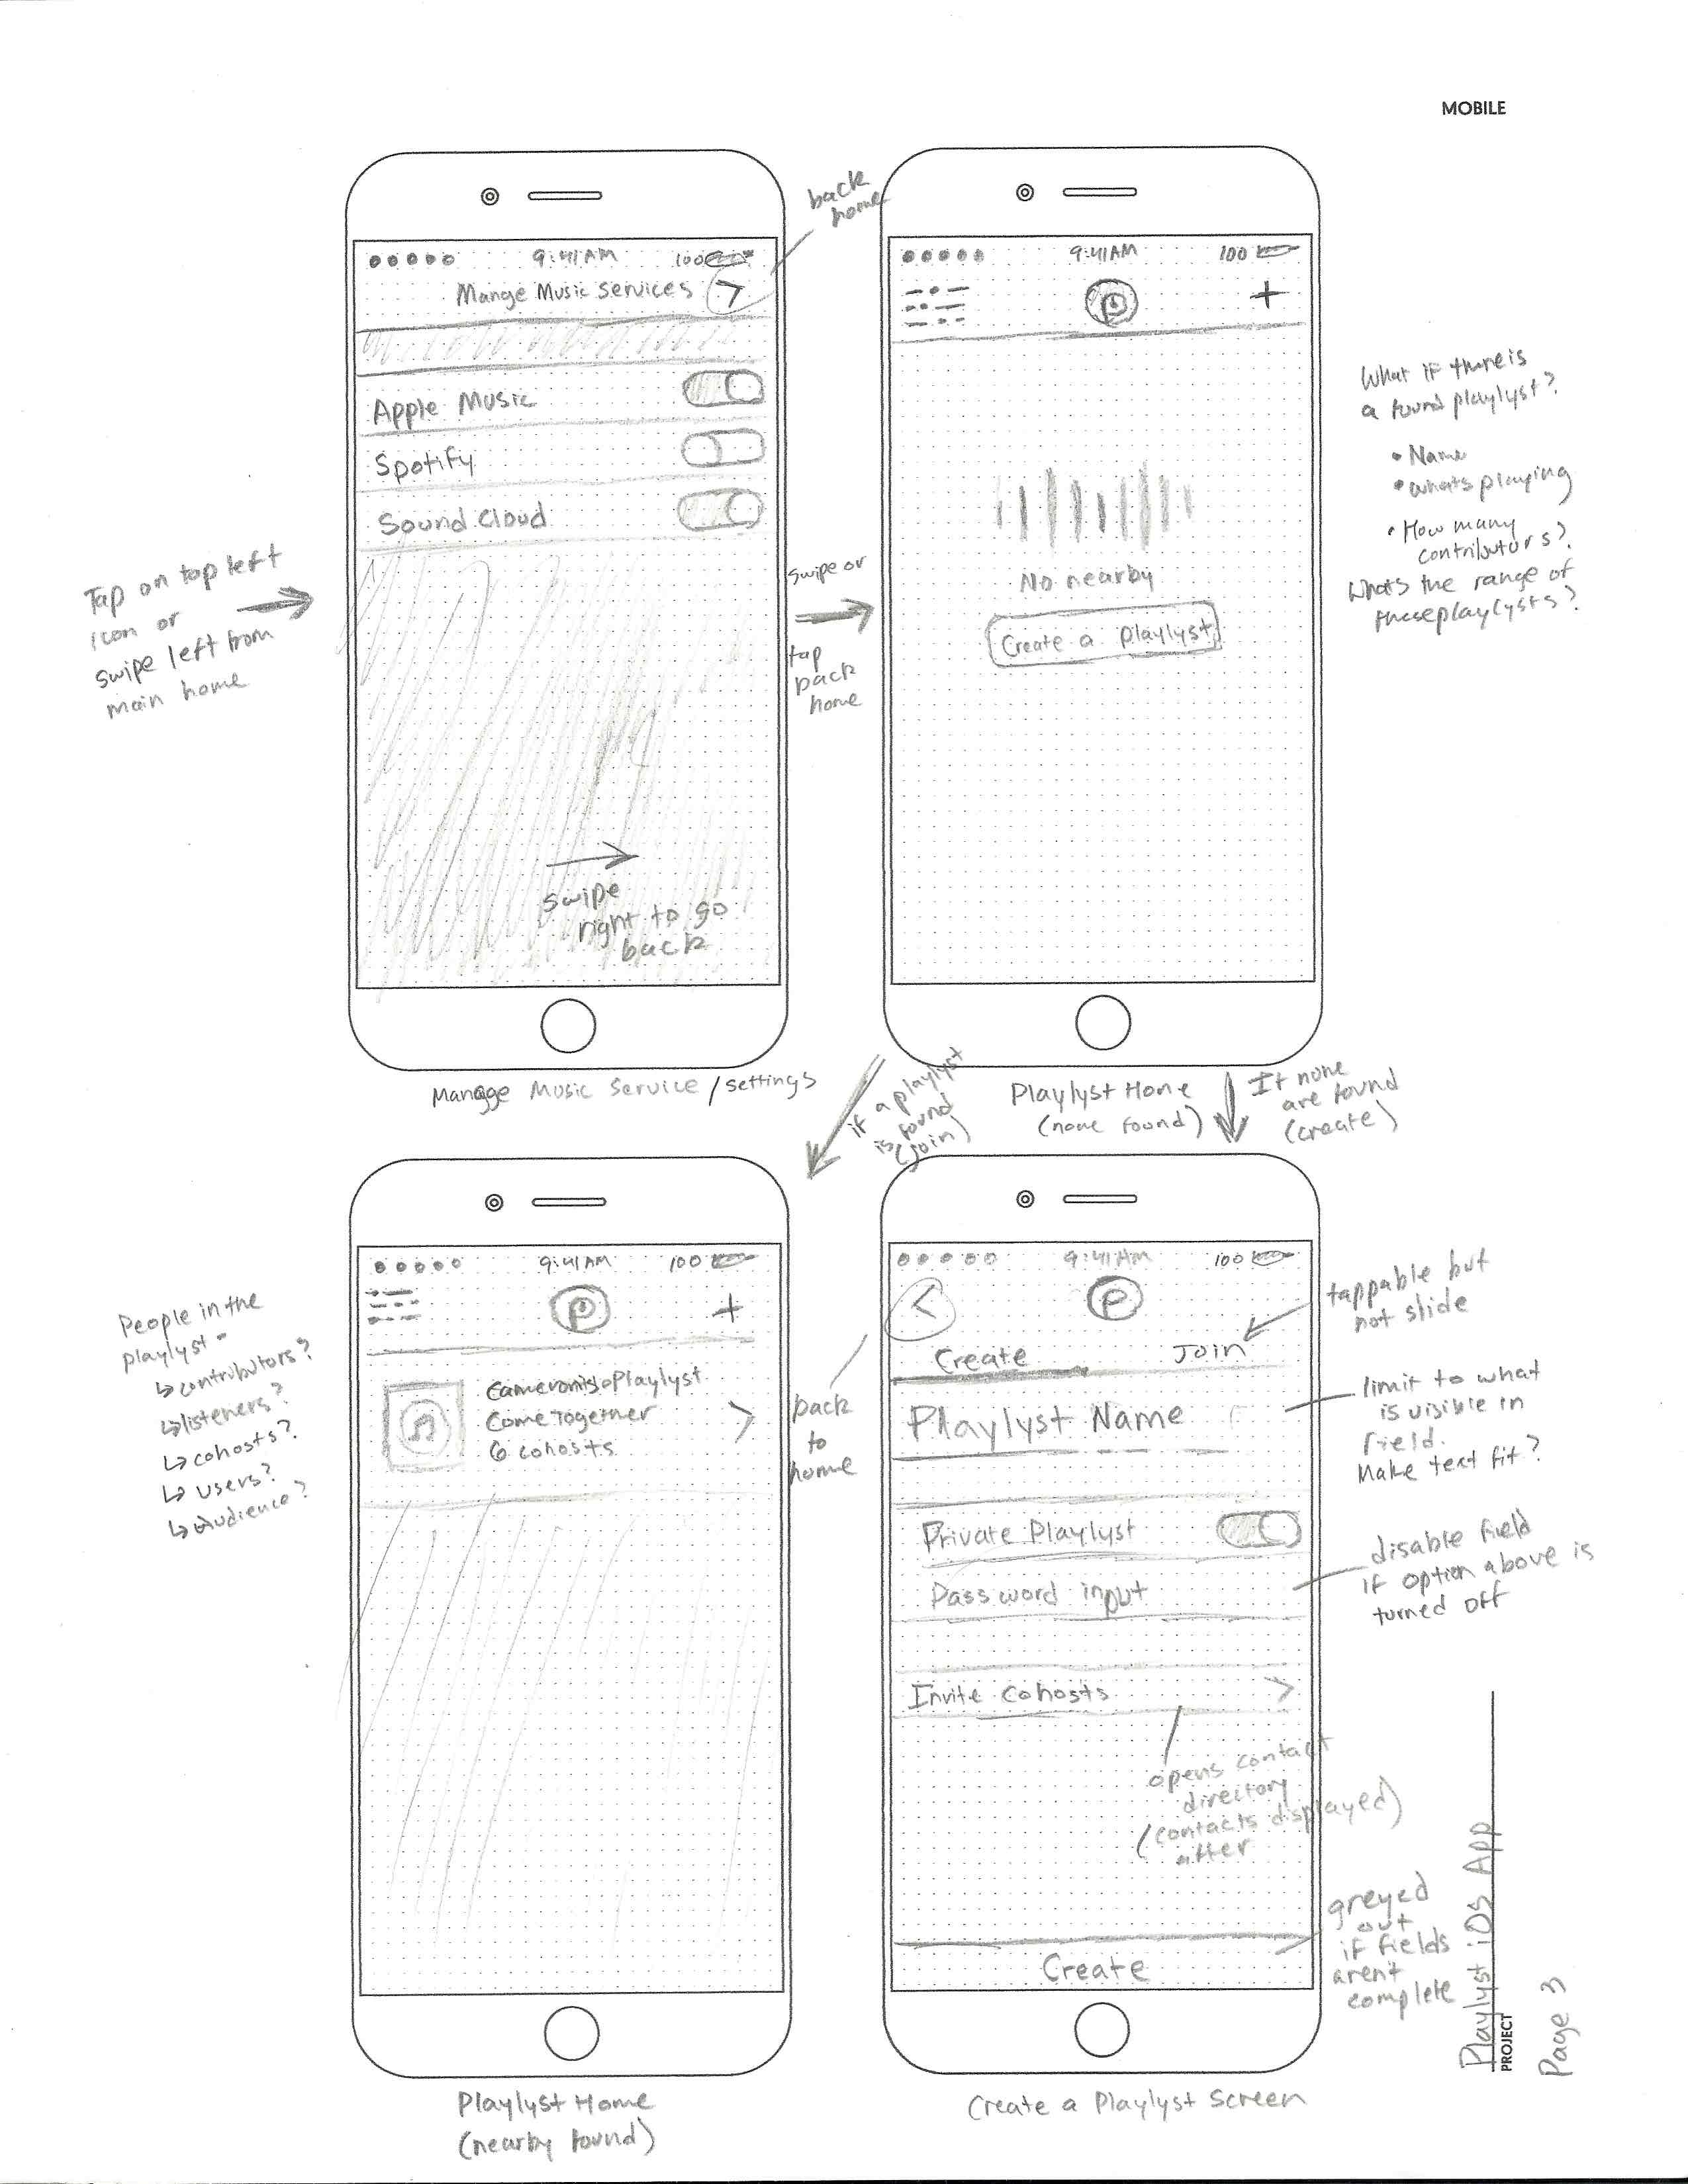 MOBILE
back
home
9:41AM
100
Mange Music Services
Apple Music
Spotify
Sound Cloud
swipe
right to go
back
Mangge Music Service / settings
Tap on top left
icon or
swipe left from
main home
swipe or
tap
back
home
9:41AM
100
P
+
No nearby
Create a Playlyst
Playlyst Home
(none found)
What if there is
a found playlyst?
• Name
• whats playing
• How many
contributors?
Whats the range of
these playlysts?
if a playlyst
is found
(join)
If none
are found
(create)
9:41AM
100
P
+
Cameron's Playlyst
Come Together
6 cohosts
Playlyst Home
(nearby found)
People in the
playlyst -
↳ contributors?
↳ listeners?
↳ cohosts?
↳ users?
↳ audience?
back
to
home
9:41AM
100
<
P
Create
Join
Playlyst Name
Private Playlyst
Password input
Invite Cohosts
>
opens contact
directory
(contacts displayed)
after
Create
Create a Playlyst Screen
tappable but
not slide
limit to what
is visible in
field.
Make text fit?
disable field
if option above is
turned off
greyed
out
if fields
arent
complete
Playlyst iOS App
PROJECT
Page 3